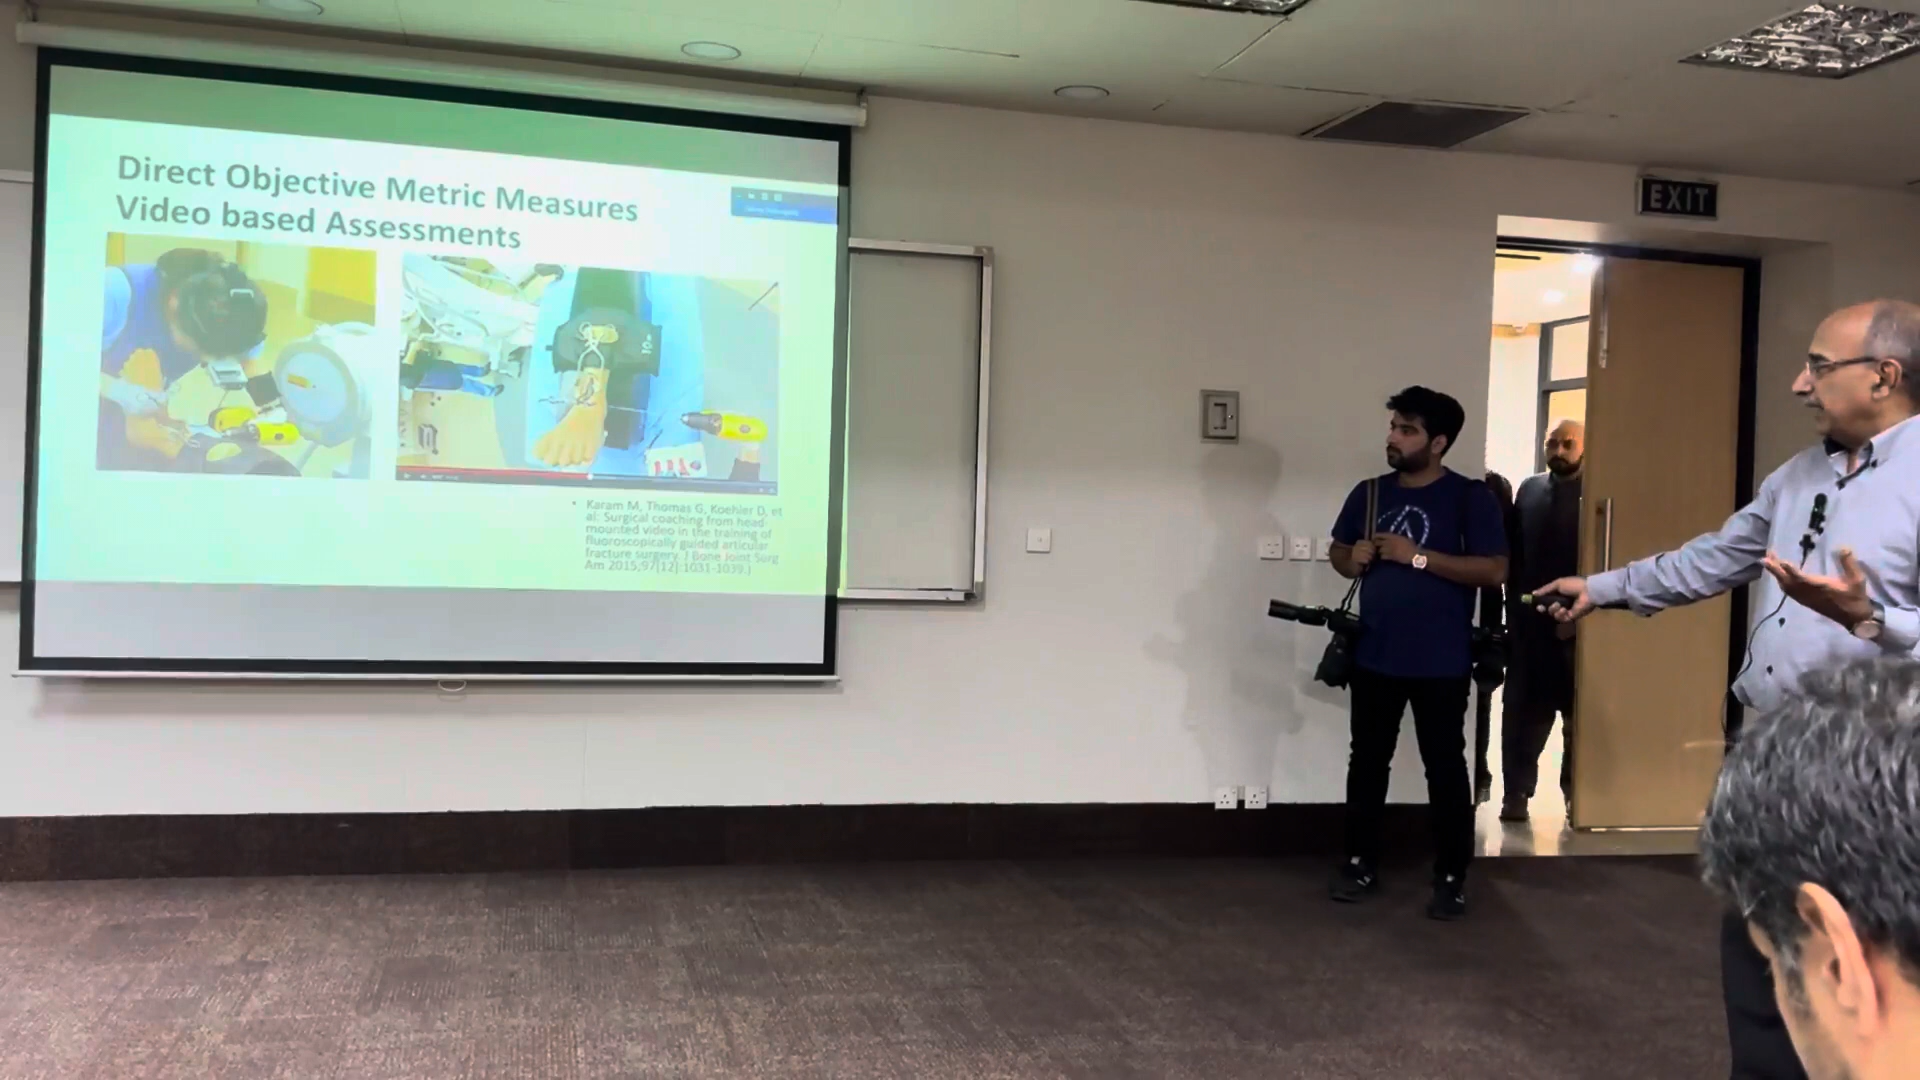 Direct Objective Metric Measures
Video based Assessments
Karam M, Thomas G, Koehler D, et
al: Surgical coaching from head-
mounted video in the training of
fluoroscopically guided articular
fracture surgery. J Bone Joint Surg
Am 2015;97[12]:1031-1039.)
EXIT